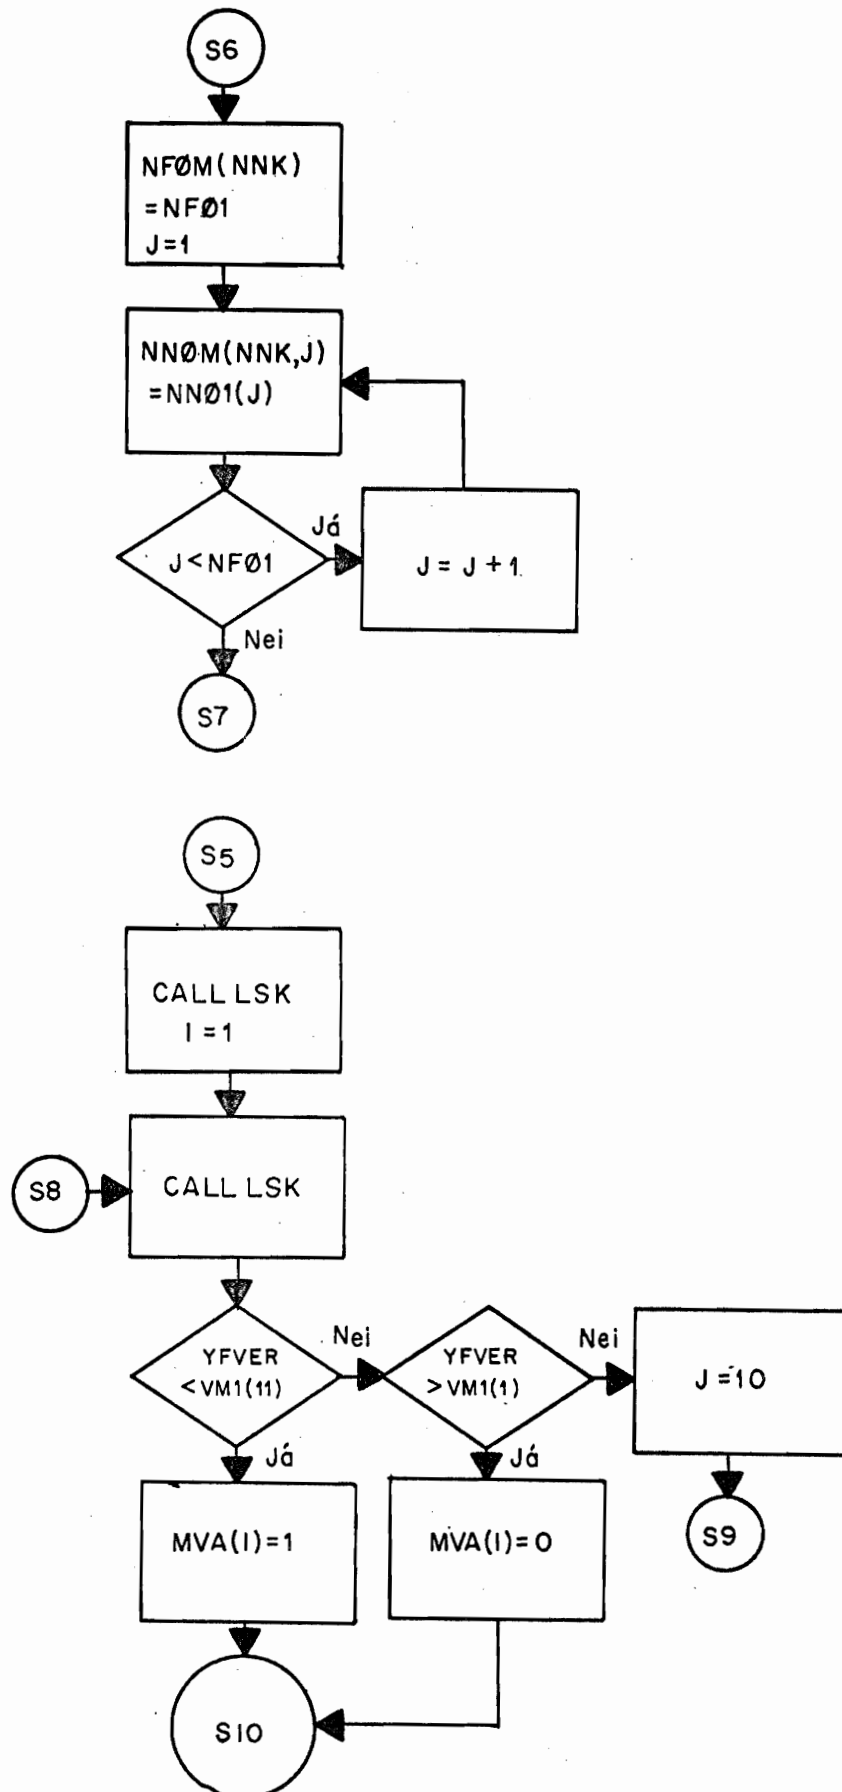 S6
NFØM(NNK)
=NFØ1
J=1
NNØM(NNK,J)
=NNØ1(J)
J<NFØ1
Já
J = J + 1
Nei
S7
S5
CALL LSK
I = 1
S8
CALL LSK
YFVER
<VM1(11)
Nei
YFVER
>VM1(1)
Nei
J = 10
Já
Já
MVA(I)=1
MVA(I)=0
S9
S10